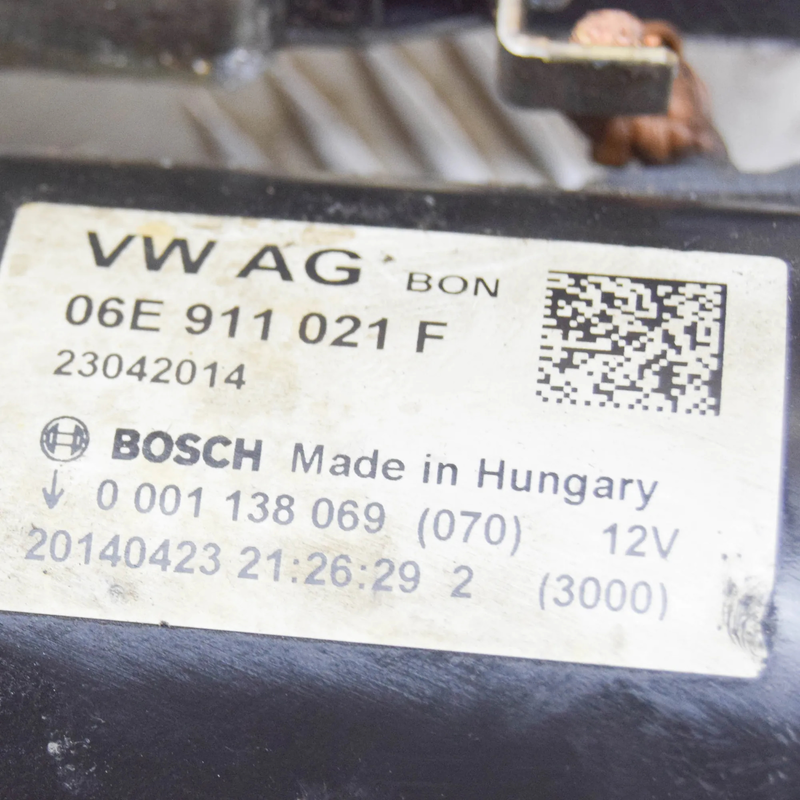 VW AG BON
06E 911 021 F
23042014
BOSCH Made in Hungary
↓ 0 001 138 069 (070) 12V
20140423 21:26:29 2 (3000)